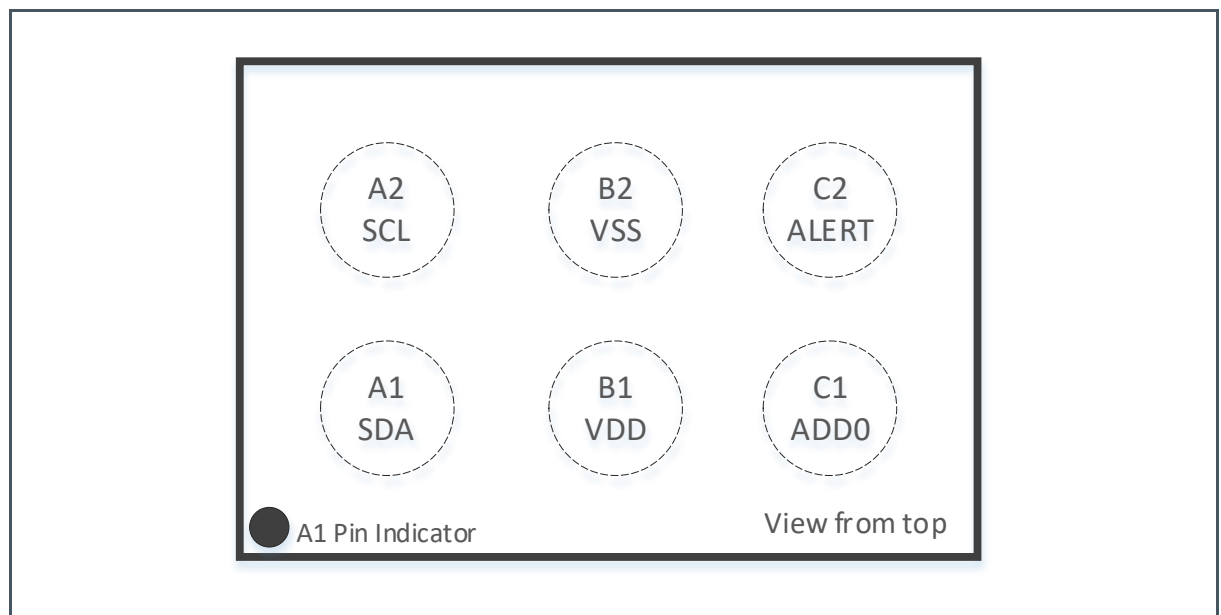 A2
SCL
B2
VSS
C2
ALERT
A1
SDA
B1
VDD
C1
ADD0
A1 Pin Indicator
View from top